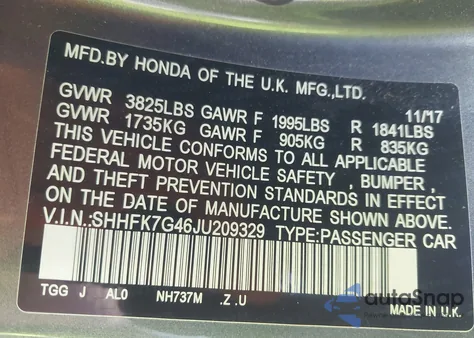 MFD.BY HONDA OF THE U.K. MFG.,LTD.
11/17
GVWR 3825LBS GAWR F 1995LBS R 1841LBS
GVWR 1735KG GAWR F 905KG R 835KG
THIS VEHICLE CONFORMS TO ALL APPLICABLE
FEDERAL MOTOR VEHICLE SAFETY , BUMPER ,
AND THEFT PREVENTION STANDARDS IN EFFECT
ON THE DATE OF MANUFACTURE SHOWN ABOVE.
V.I.N.:SHHFK7G46JU209329 TYPE:PASSENGER CAR
TGG J AL0 NH737M .Z .U
MADE IN U.K.
autoSnap